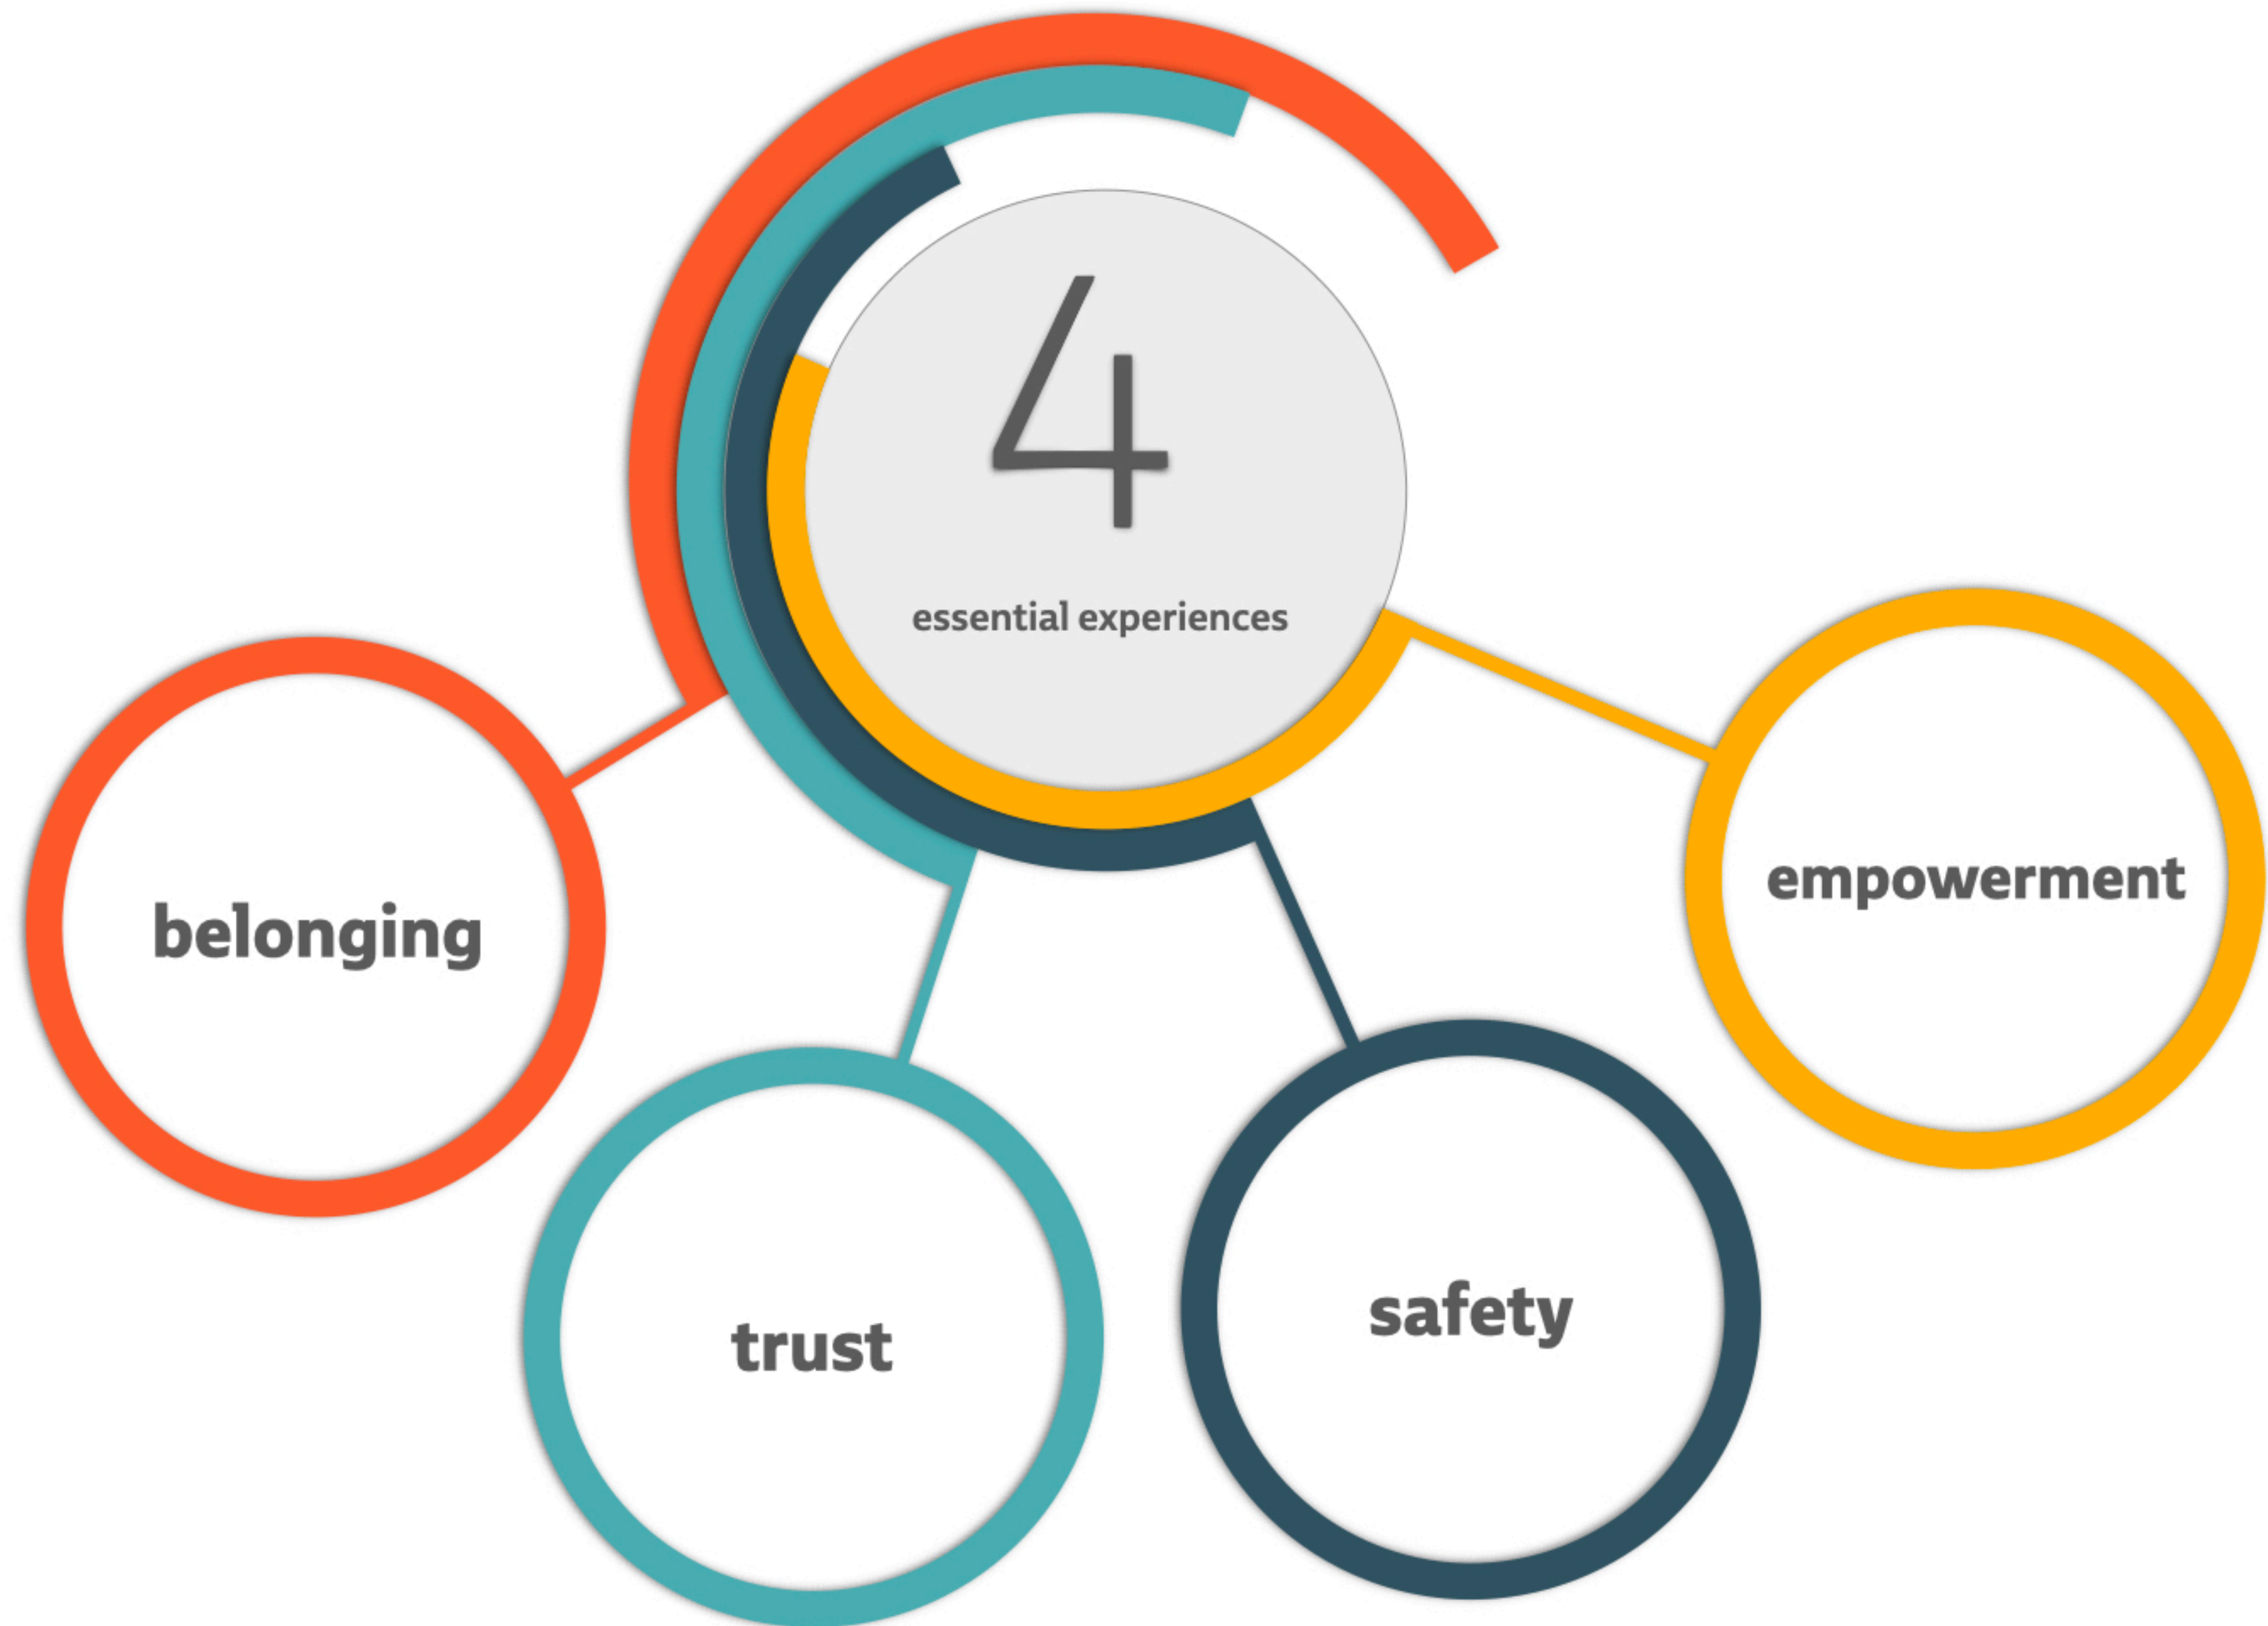 4
essential experiences
belonging
trust
safety
empowerment